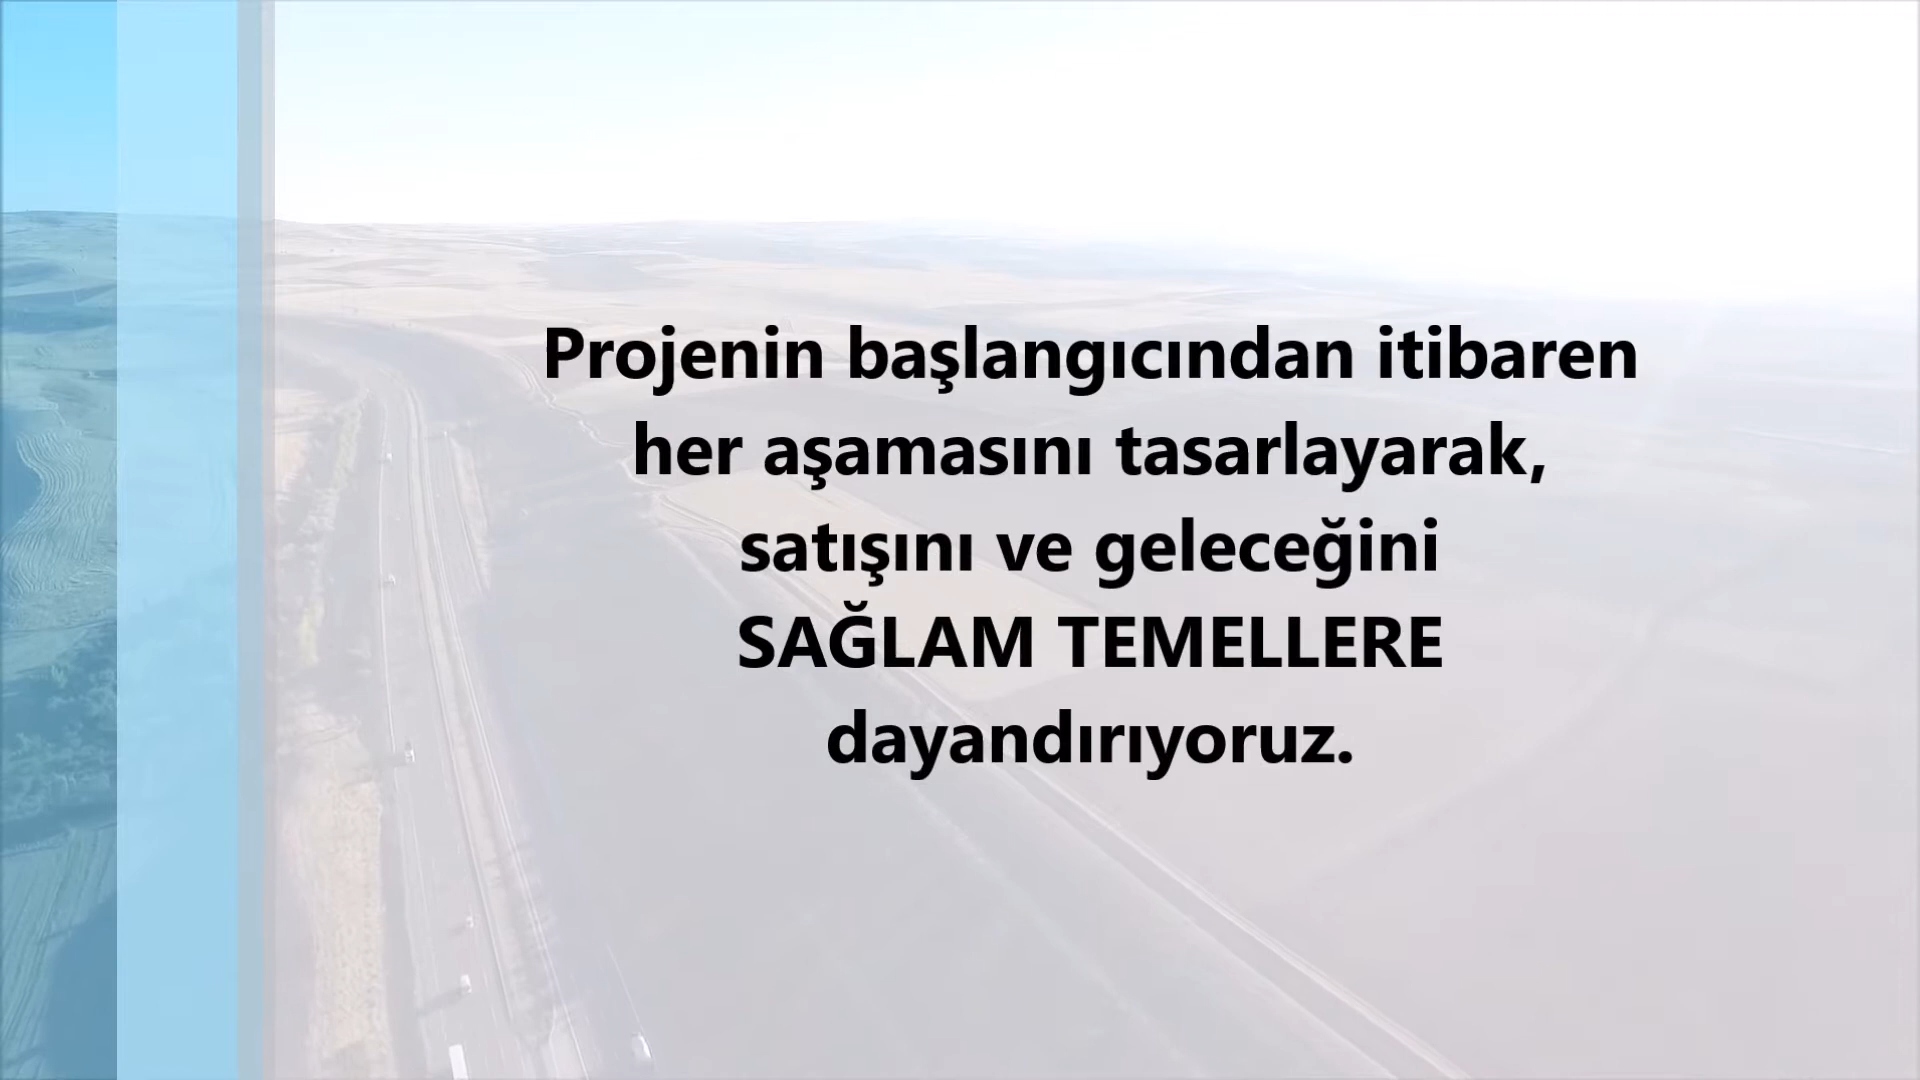 Projenin başlangıcından itibaren
her aşamasını tasarlayarak,
satışını ve geleceğini
SAĞLAM TEMELLERE
dayandırıyoruz.